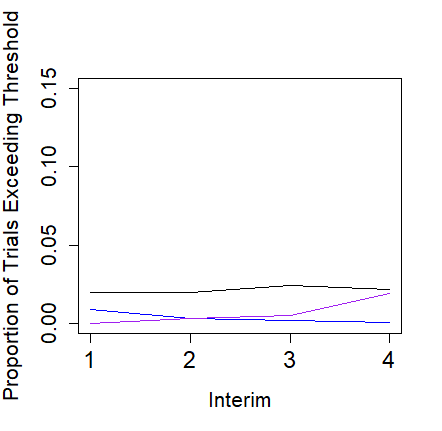 Proportion of Trials Exceeding Threshold
0.15
0.10
0.05
0.00
1 2 3 4
Interim